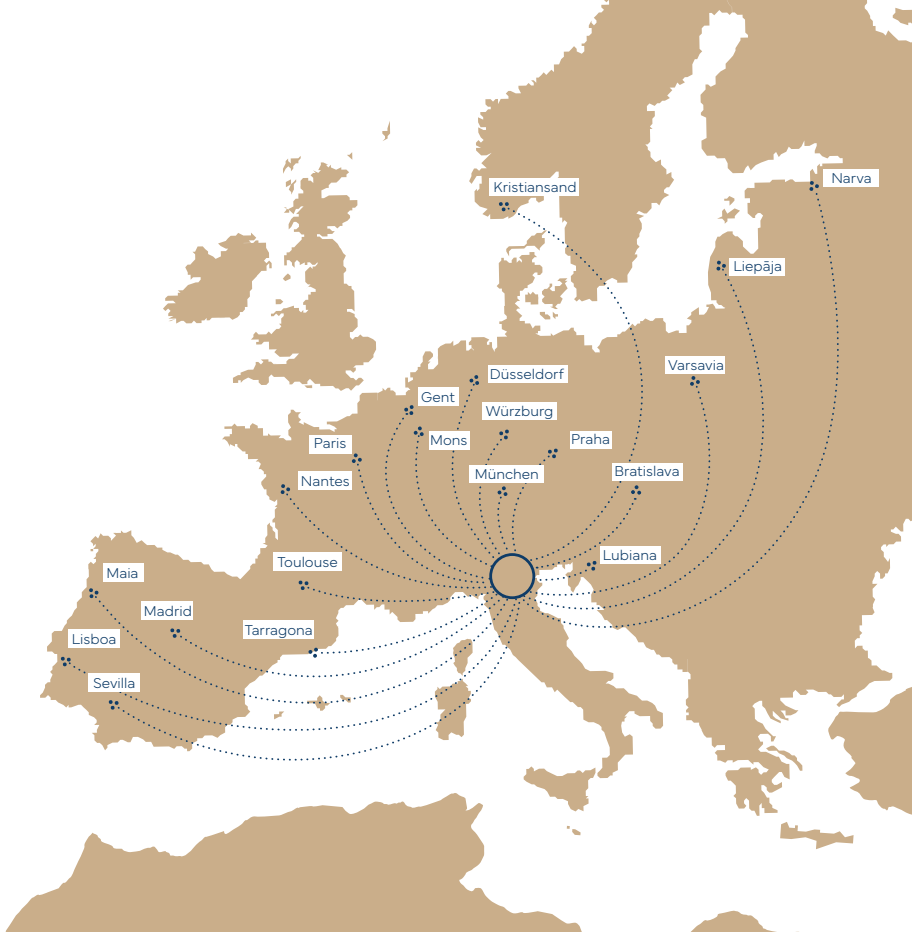 Narva
Kristiansand
Liepāja
Varsavia
Düsseldorf
Gent
Würzburg
Mons
Praha
Paris
München
Bratislava
Nantes
Lubiana
Toulouse
Maia
Madrid
Tarragona
Lisboa
Sevilla